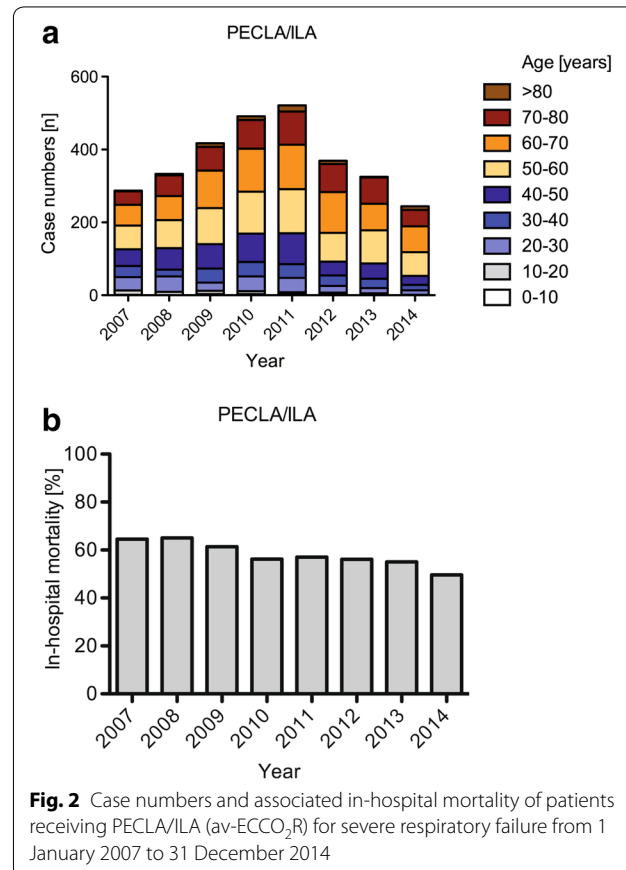 a
PECLA/ILA
Case numbers [n]
600
400
200
0
2007
2008
2009
2010
2011
2012
2013
2014
Year
Age [years]
>80
70-80
60-70
50-60
40-50
30-40
20-30
10-20
0-10
b
PECLA/ILA
In-hospital mortality [%]
100
80
60
40
20
0
2007
2008
2009
2010
2011
2012
2013
2014
Year
Fig. 2 Case numbers and associated in-hospital mortality of patients
receiving PECLA/ILA (av-ECCO₂R) for severe respiratory failure from 1
January 2007 to 31 December 2014